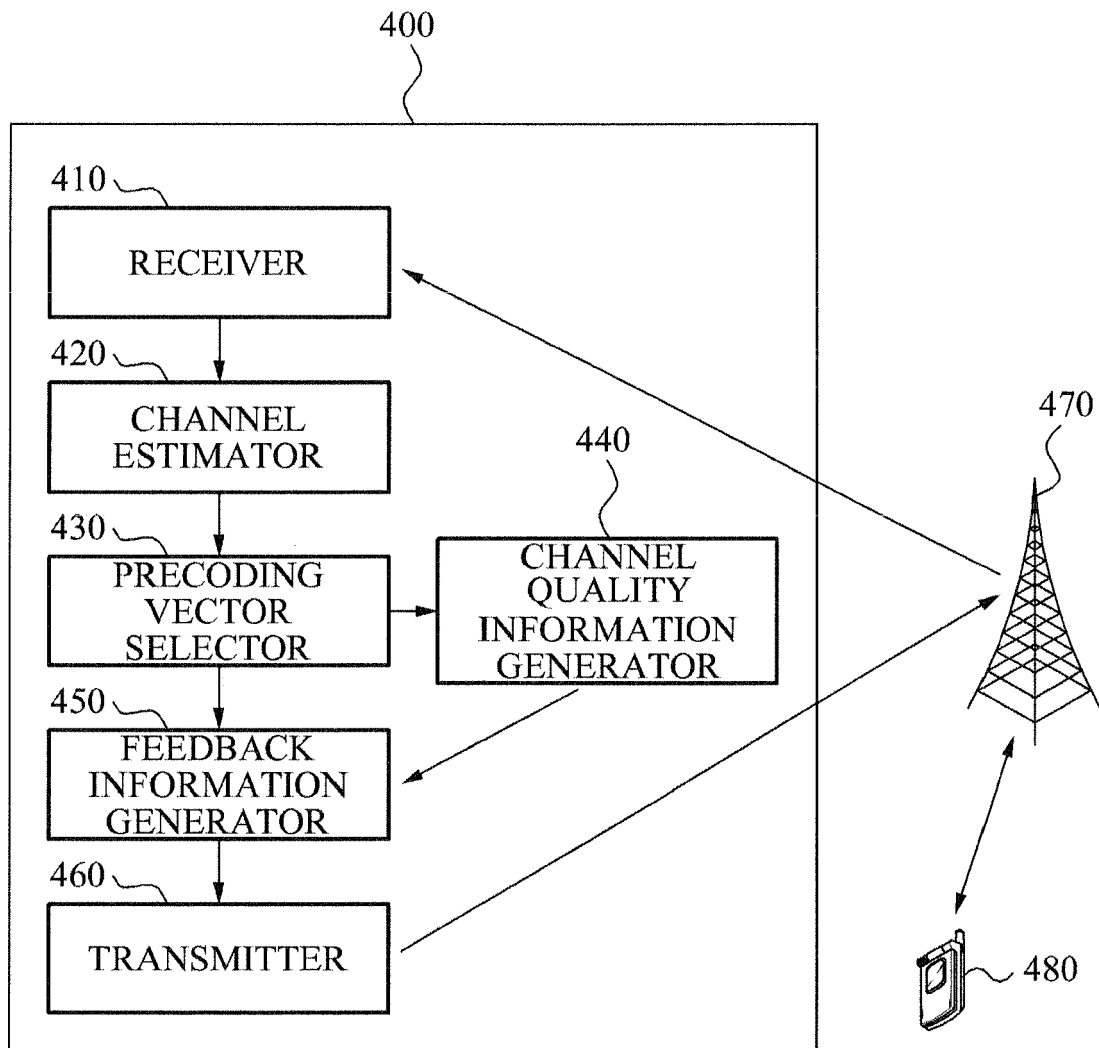 400
410
RECEIVER
420
CHANNEL
ESTIMATOR
430
PRECODING
VECTOR
SELECTOR
440
CHANNEL
QUALITY
INFORMATION
GENERATOR
450
FEEDBACK
INFORMATION
GENERATOR
460
TRANSMITTER
470
480